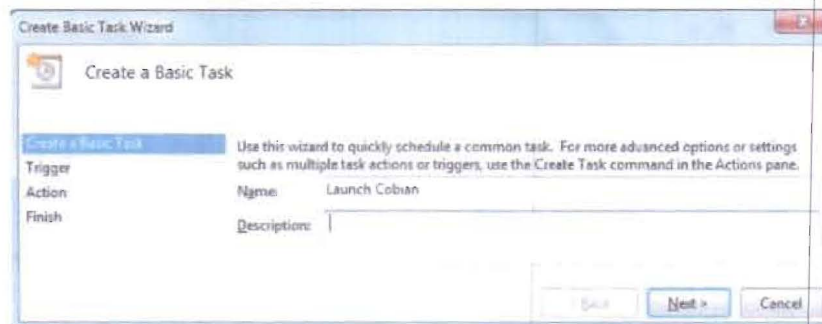 Create Basic Task Wizard
Create a Basic Task
Create a Basic Task
Trigger
Action
Finish
Use this wizard to quickly schedule a common task. For more advanced options or settings
such as multiple task actions or triggers, use the Create Task command in the Actions pane.
Name: Launch Cobian
Description:
< Back
Next >
Cancel